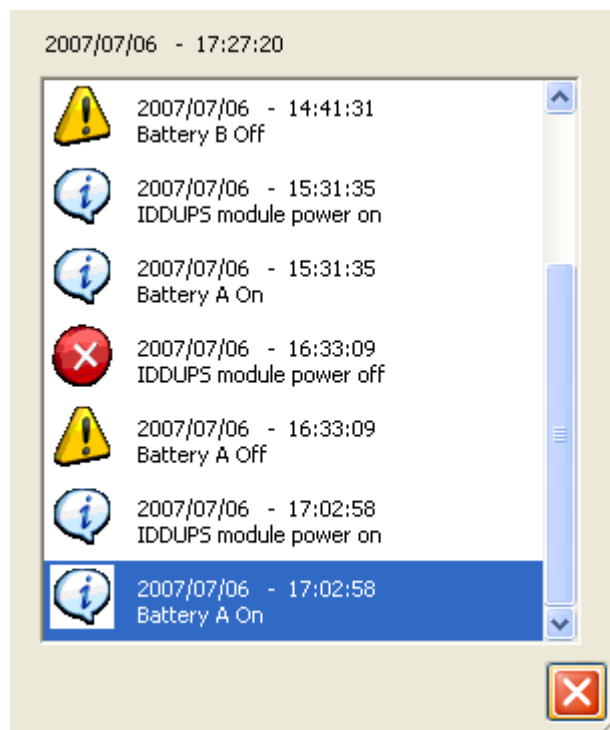 2007/07/06 - 17:27:20
2007/07/06 - 14:41:31
Battery B Off
2007/07/06 - 15:31:35
IDDUPS module power on
2007/07/06 - 15:31:35
Battery A On
2007/07/06 - 16:33:09
IDDUPS module power off
2007/07/06 - 16:33:09
Battery A Off
2007/07/06 - 17:02:58
IDDUPS module power on
2007/07/06 - 17:02:58
Battery A On